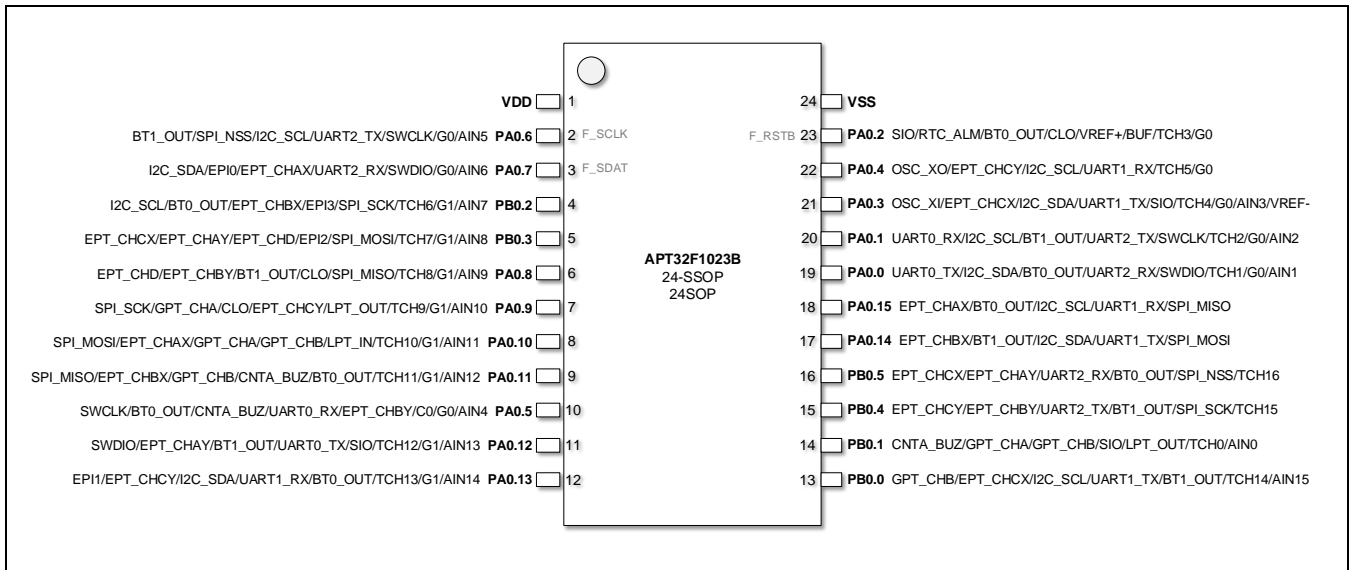 VDD 1 24 VSS
BT1_OUT/SPI_NSS/I2C_SCL/UART2_TX/SWCLK/G0/AIN5 PA0.6 2 F_SCLK F_RSTB 23 PA0.2 SIO/RTC_ALM/BT0_OUT/CLO/VREF+/BUF/TCH3/G0
I2C_SDA/EPI0/EPT_CHAX/UART2_RX/SWDIO/G0/AIN6 PA0.7 3 F_SDAT 22 PA0.4 OSC_XO/EPT_CHCY/I2C_SCL/UART1_RX/TCH5/G0
I2C_SCL/BT0_OUT/EPT_CHBX/EPI3/SPI_SCK/TCH6/G1/AIN7 PB0.2 4 21 PA0.3 OSC_XI/EPT_CHCX/I2C_SDA/UART1_TX/SIO/TCH4/G0/AIN3/VREF-
EPT_CHCX/EPT_CHAY/EPT_CHD/EPI2/SPI_MOSI/TCH7/G1/AIN8 PB0.3 5 20 PA0.1 UART0_RX/I2C_SCL/BT1_OUT/UART2_TX/SWCLK/TCH2/G0/AIN2
APT32F1023B
24-SSOP
24SOP
EPT_CHD/EPT_CHBY/BT1_OUT/CLO/SPI_MISO/TCH8/G1/AIN9 PA0.8 6 19 PA0.0 UART0_TX/I2C_SDA/BT0_OUT/UART2_RX/SWDIO/TCH1/G0/AIN1
SPI_SCK/GPT_CHA/CLO/EPT_CHCY/LPT_OUT/TCH9/G1/AIN10 PA0.9 7 18 PA0.15 EPT_CHAX/BT0_OUT/I2C_SCL/UART1_RX/SPI_MISO
SPI_MOSI/EPT_CHAX/GPT_CHA/GPT_CHB/LPT_IN/TCH10/G1/AIN11 PA0.10 8 17 PA0.14 EPT_CHBX/BT1_OUT/I2C_SDA/UART1_TX/SPI_MOSI
SPI_MISO/EPT_CHBX/GPT_CHB/CNTA_BUZ/BT0_OUT/TCH11/G1/AIN12 PA0.11 9 16 PB0.5 EPT_CHCX/EPT_CHAY/UART2_RX/BT0_OUT/SPI_NSS/TCH16
SWCLK/BT0_OUT/CNTA_BUZ/UART0_RX/EPT_CHBY/C0/G0/AIN4 PA0.5 10 15 PB0.4 EPT_CHCY/EPT_CHBY/UART2_TX/BT1_OUT/SPI_SCK/TCH15
SWDIO/EPT_CHAY/BT1_OUT/UART0_TX/SIO/TCH12/G1/AIN13 PA0.12 11 14 PB0.1 CNTA_BUZ/GPT_CHA/GPT_CHB/SIO/LPT_OUT/TCH0/AIN0
EPI1/EPT_CHCY/I2C_SDA/UART1_RX/BT0_OUT/TCH13/G1/AIN14 PA0.13 12 13 PB0.0 GPT_CHB/EPT_CHCX/I2C_SCL/UART1_TX/BT1_OUT/TCH14/AIN15